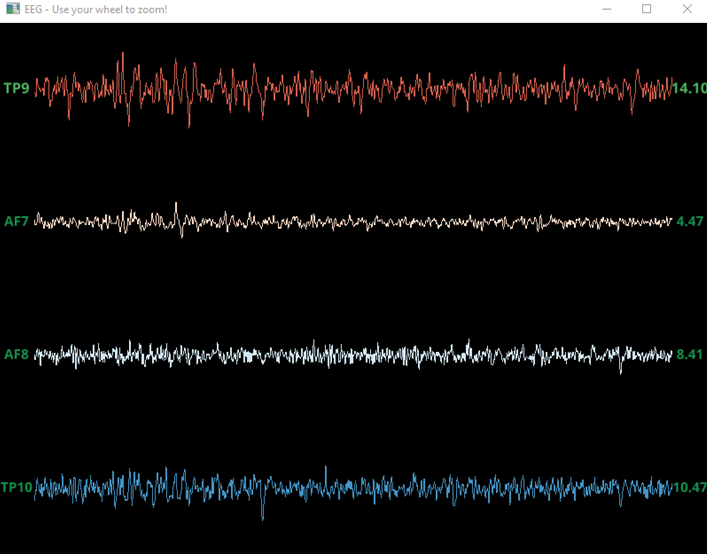 EEG - Use your wheel to zoom!
TP9 14.10
AF7 4.47
AF8 8.41
TP10 10.47